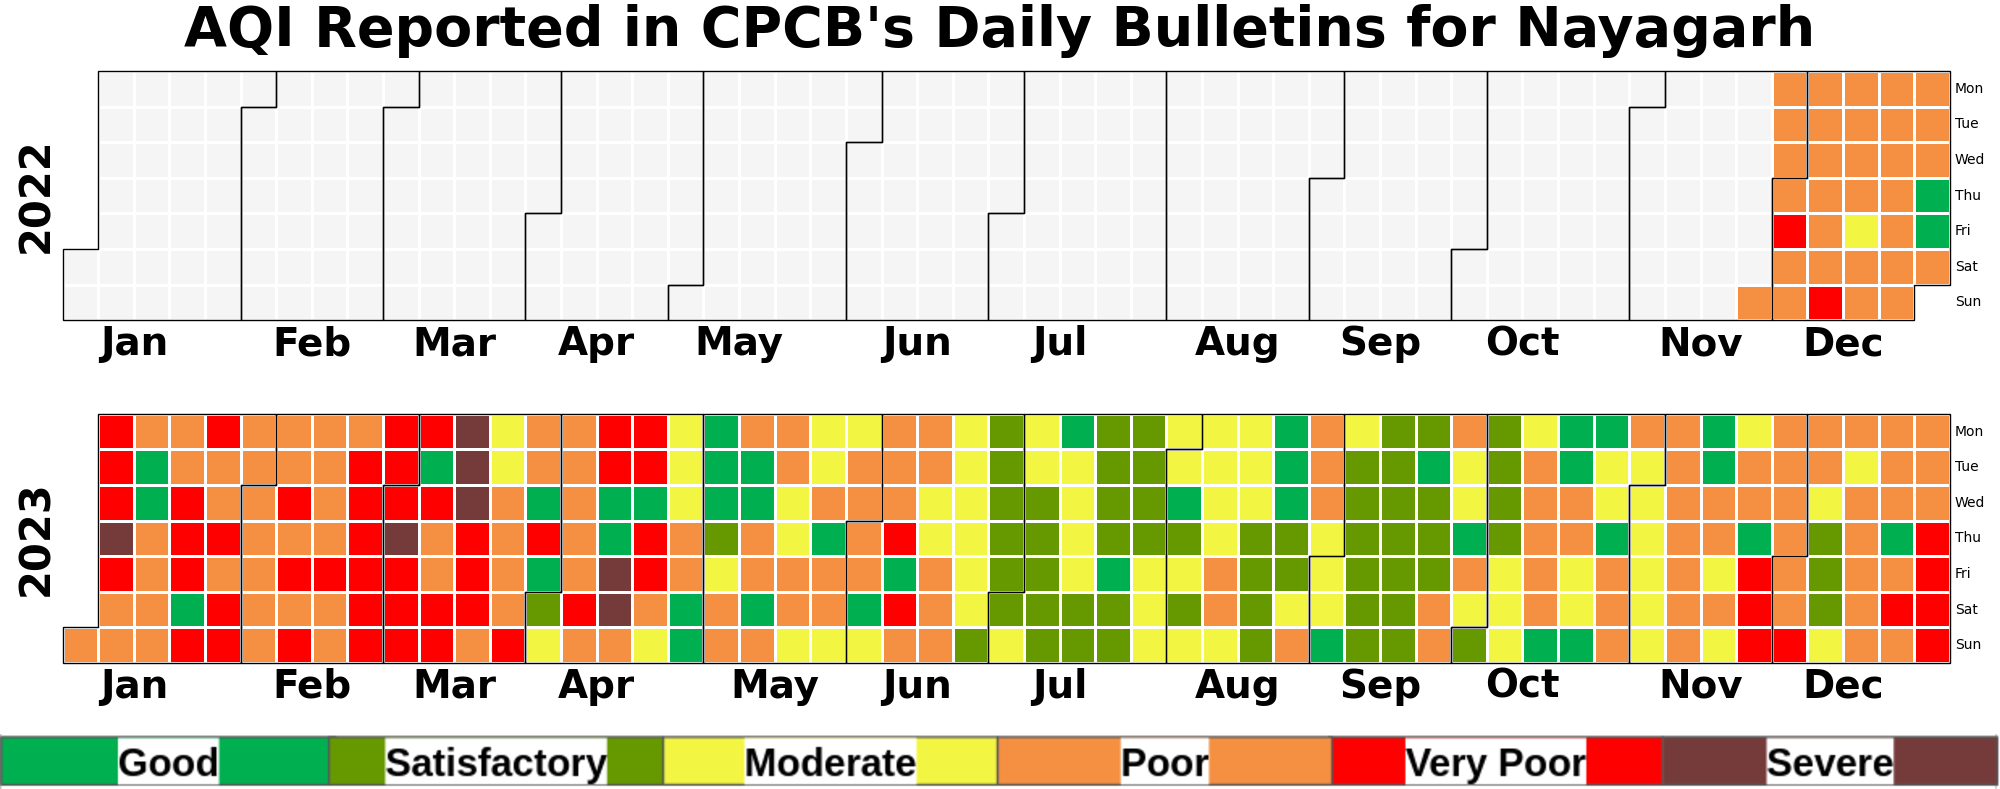 AQI Reported in CPCB's Daily Bulletins for Nayagarh
2022
Mon
Tue
Wed
Thu
Fri
Sat
Sun
Jan Feb Mar Apr May Jun Jul Aug Sep Oct Nov Dec
2023
Mon
Tue
Wed
Thu
Fri
Sat
Sun
Jan Feb Mar Apr May Jun Jul Aug Sep Oct Nov Dec
Good Satisfactory Moderate Poor Very Poor Severe